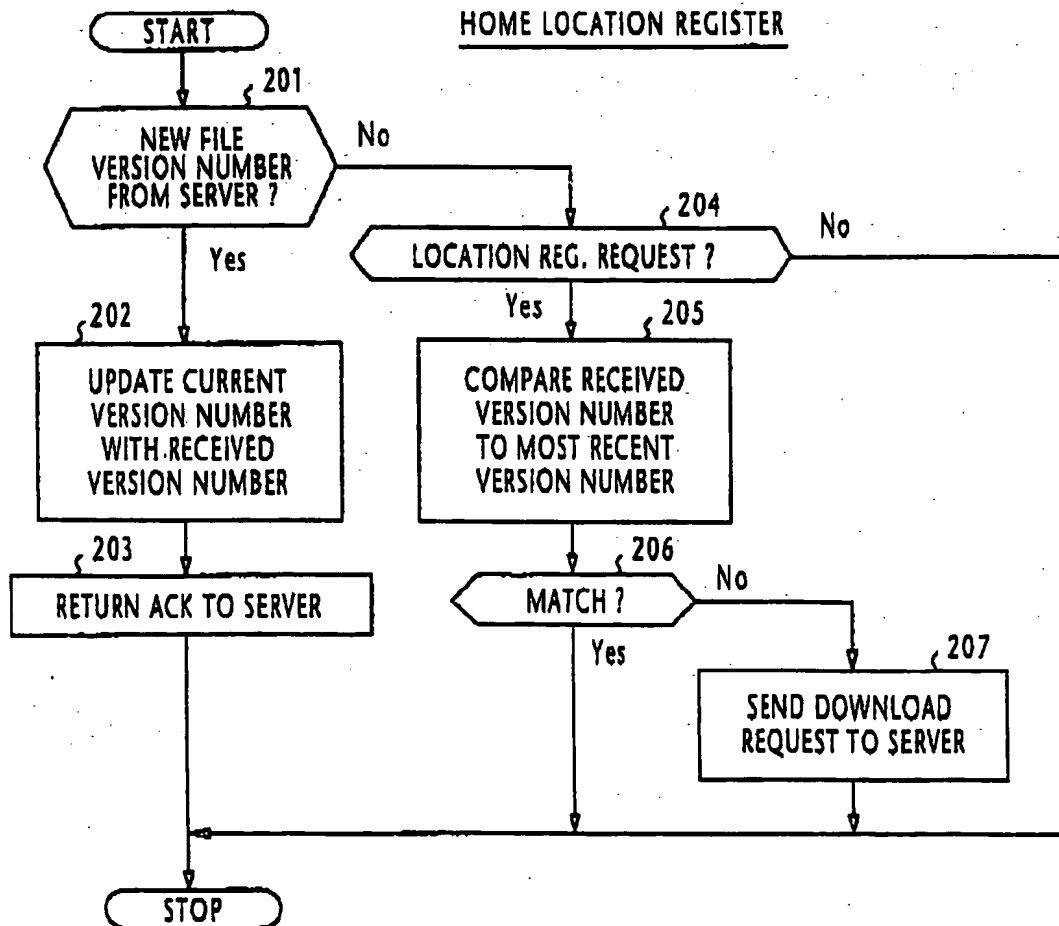 HOME LOCATION REGISTER
START
201
NEW FILE
VERSION NUMBER
FROM SERVER ?
No
Yes
204
LOCATION REG. REQUEST ?
No
Yes
202
UPDATE CURRENT
VERSION NUMBER
WITH RECEIVED
VERSION NUMBER
205
COMPARE RECEIVED
VERSION NUMBER
TO MOST RECENT
VERSION NUMBER
203
RETURN ACK TO SERVER
206
MATCH ?
No
Yes
207
SEND DOWNLOAD
REQUEST TO SERVER
STOP